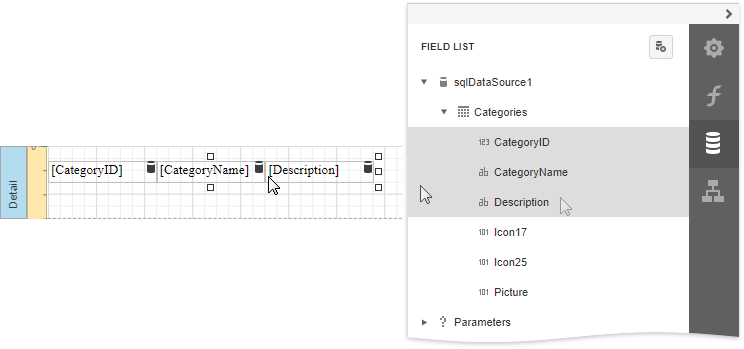 FIELD LIST
sqlDataSource1
Categories
123 CategoryID
ab CategoryName
ab Description
101 Icon17
101 Icon25
101 Picture
Parameters
Detail
[CategoryID] [CategoryName] [Description]